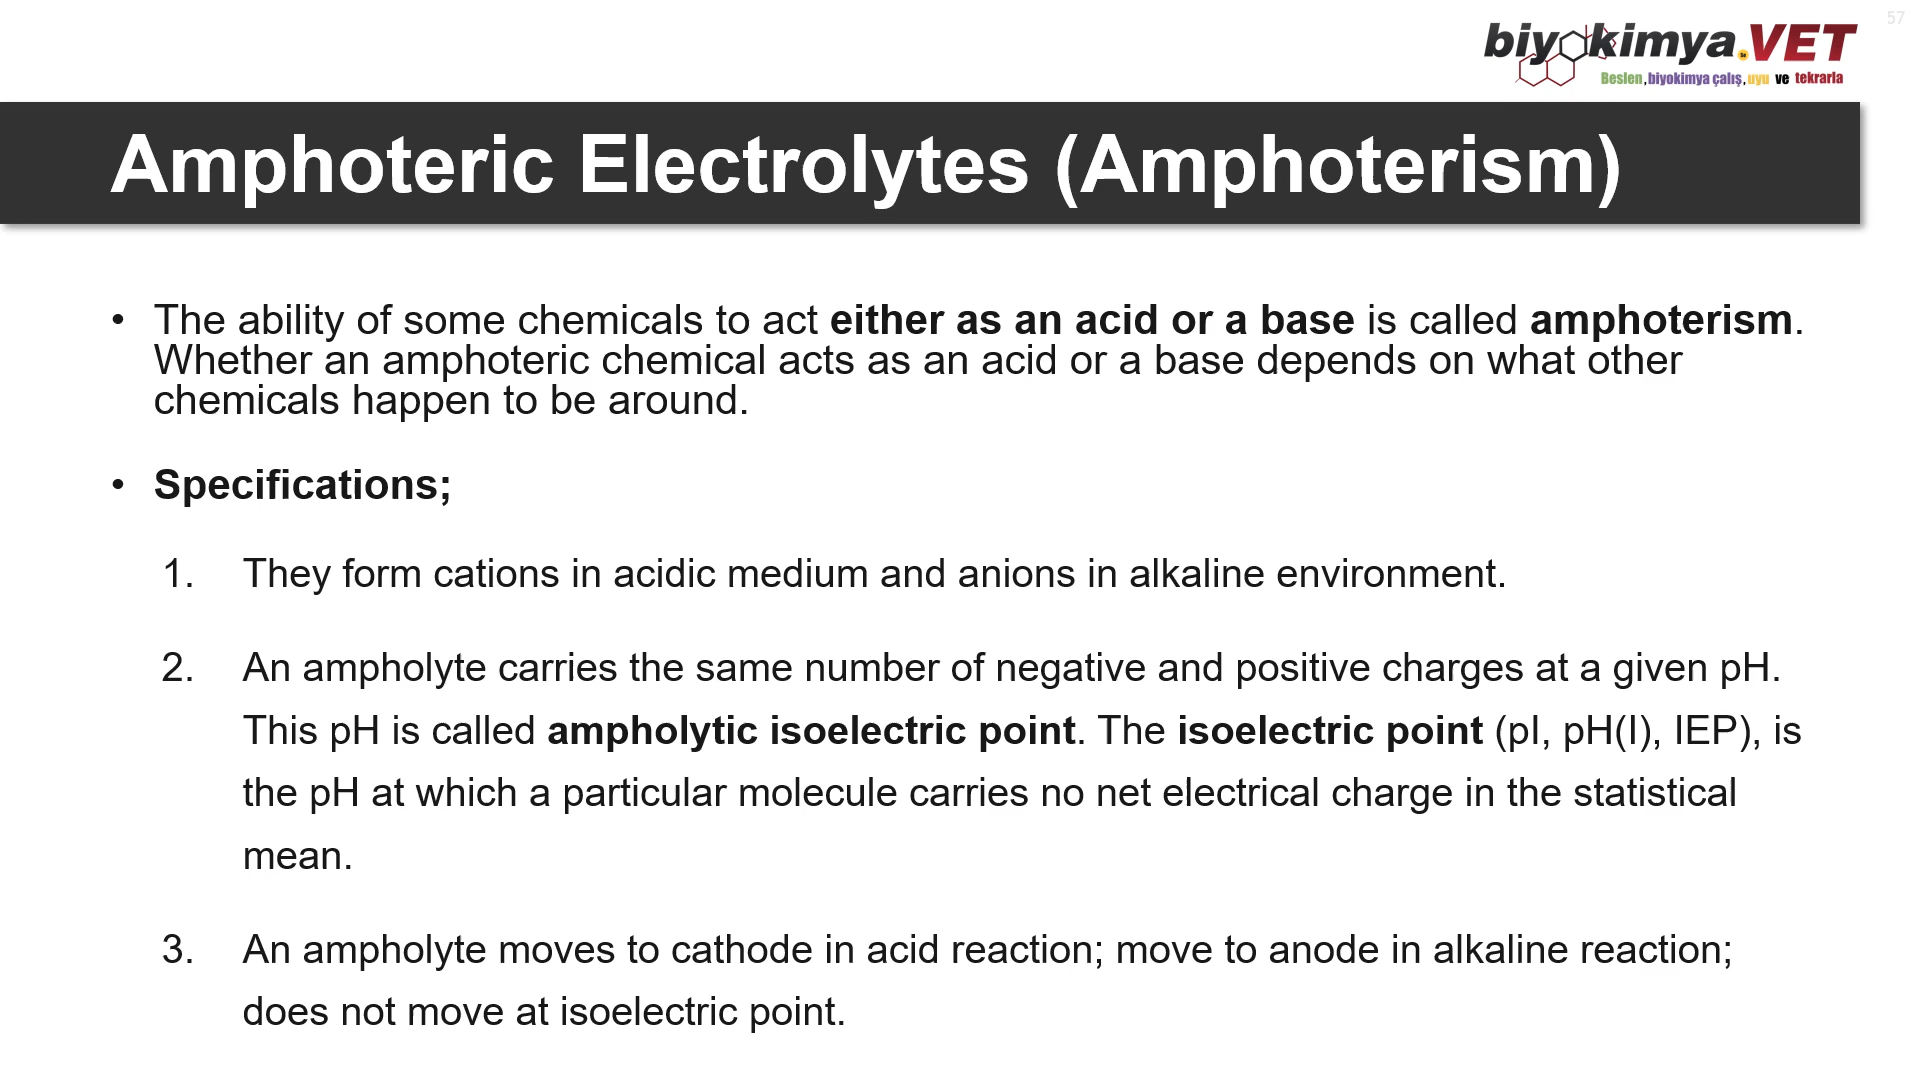 57
biyokimya.VET
Beslen, biyokimya çalış, uyu ve tekrarla
Amphoteric Electrolytes (Amphoterism)
• The ability of some chemicals to act either as an acid or a base is called amphoterism.
Whether an amphoteric chemical acts as an acid or a base depends on what other
chemicals happen to be around.
• Specifications;
1. They form cations in acidic medium and anions in alkaline environment.
2. An ampholyte carries the same number of negative and positive charges at a given pH.
This pH is called ampholytic isoelectric point. The isoelectric point (pI, pH(I), IEP), is
the pH at which a particular molecule carries no net electrical charge in the statistical
mean.
3. An ampholyte moves to cathode in acid reaction; move to anode in alkaline reaction;
does not move at isoelectric point.